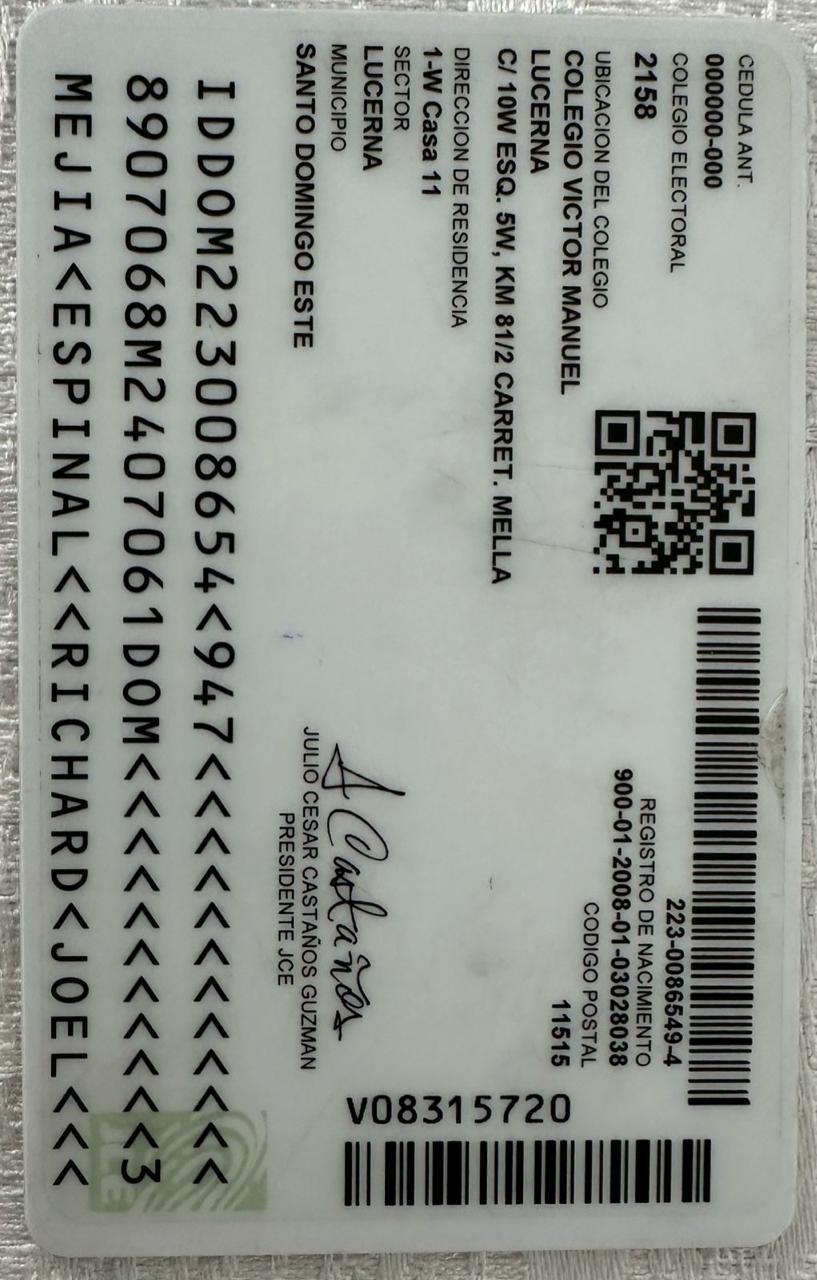 CEDULA ANT.
000000-000
COLEGIO ELECTORAL
2158
UBICACION DEL COLEGIO
COLEGIO VICTOR MANUEL
LUCERNA
C/ 10W ESQ. 5W, KM 81/2 CARRET. MELLA
DIRECCION DE RESIDENCIA
1-W Casa 11
SECTOR
LUCERNA
MUNICIPIO
SANTO DOMINGO ESTE
223-0086549-4
REGISTRO DE NACIMIENTO
900-01-2008-01-03028038
CODIGO POSTAL
11515
V08315720
A Castaños
JULIO CESAR CASTAÑOS GUZMAN
PRESIDENTE JCE
JCE
IDDOM223008654<947<<<<<<<<<<<<
8907068M2407061DOM<<<<<<<<<<<3
MEJIA<ESPINAL<<RICHARD<JOEL<<<